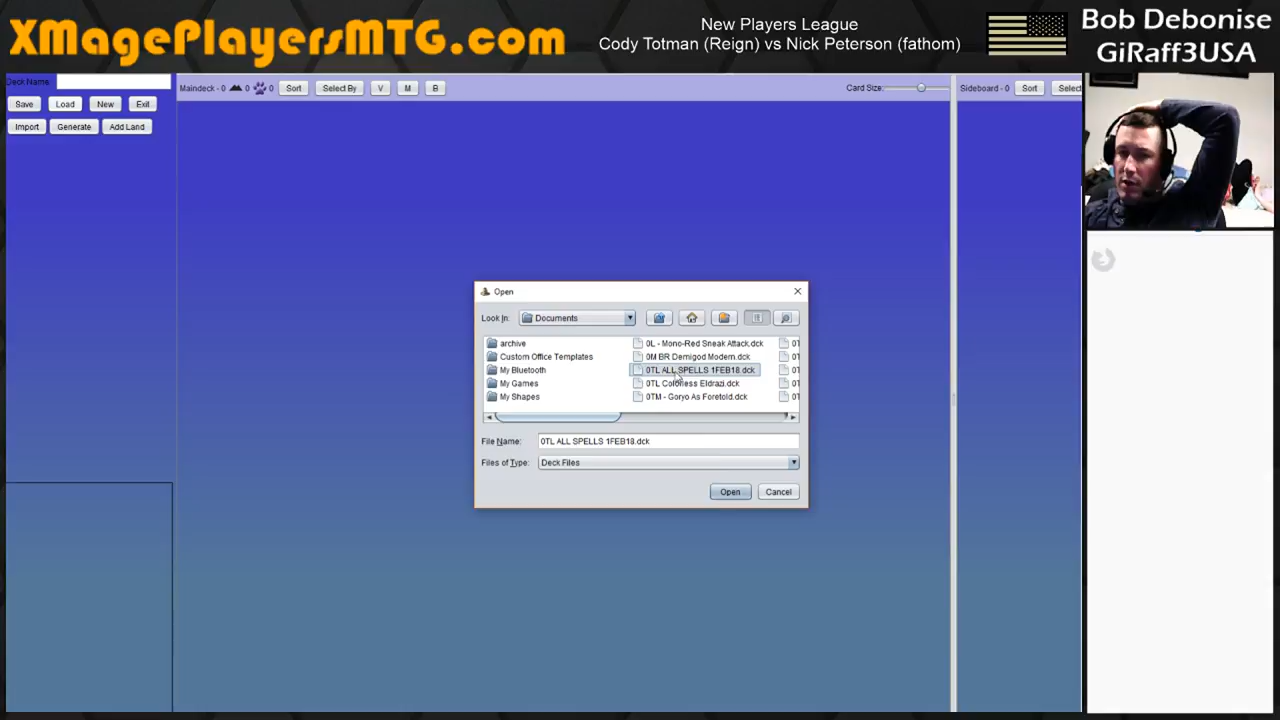 XMagePlayersMTG.com
New Players League
Cody Totman (Reign) vs Nick Peterson (fathom)
Bob Debonise
GiRaff3USA
Deck Name:
Save Load New Exit
Import Generate Add Land
Maindeck - 0 0 0 Sort Select By V M B Card Size:
Sideboard - 0 Sort Select
Open
Look In: Documents
archive
Custom Office Templates
My Bluetooth
My Games
My Shapes
0L - Mono-Red Sneak Attack.dck
0M BR Demigod Modern.dck
0TL ALL SPELLS 1FEB18.dck
0TL Colorless Eldrazi.dck
0TM - Goryo As Foretold.dck
File Name: 0TL ALL SPELLS 1FEB18.dck
Files of Type: Deck Files
Open Cancel